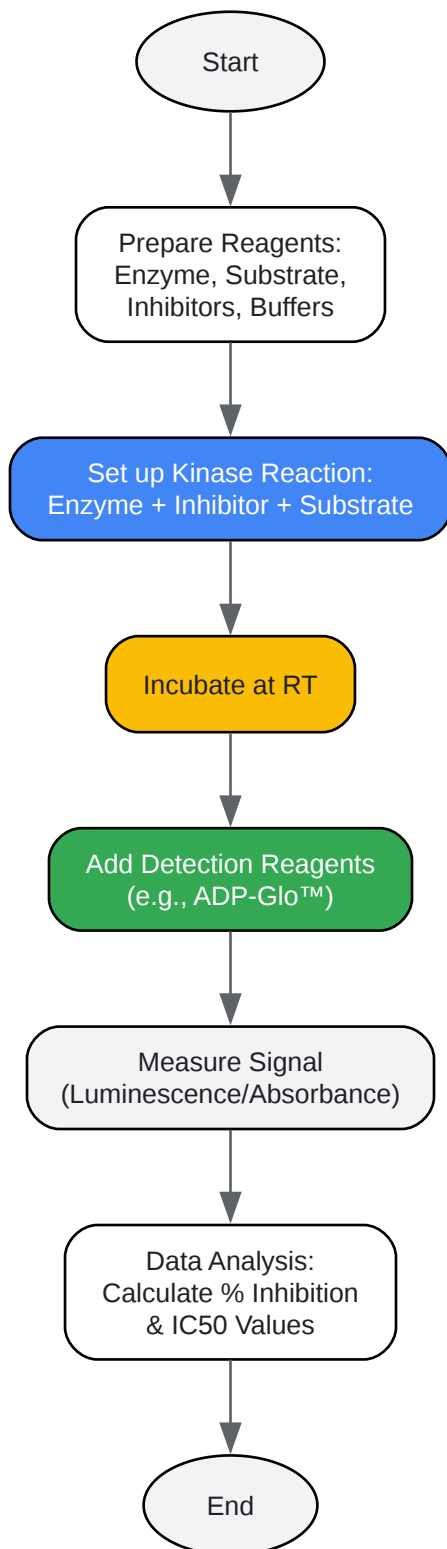 Start
Prepare Reagents:
Enzyme, Substrate,
Inhibitors, Buffers
Set up Kinase Reaction:
Enzyme + Inhibitor + Substrate
Incubate at RT
Add Detection Reagents
(e.g., ADP-Glo™)
Measure Signal
(Luminescence/Absorbance)
Data Analysis:
Calculate % Inhibition
& IC50 Values
End